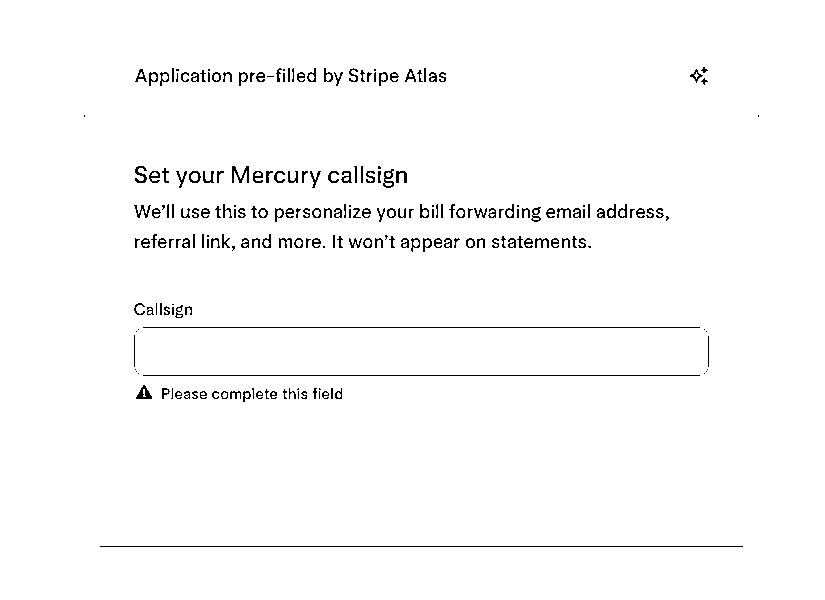 Application pre-filled by Stripe Atlas
Set your Mercury callsign
We’ll use this to personalize your bill forwarding email address,
referral link, and more. It won’t appear on statements.
Callsign
Please complete this field